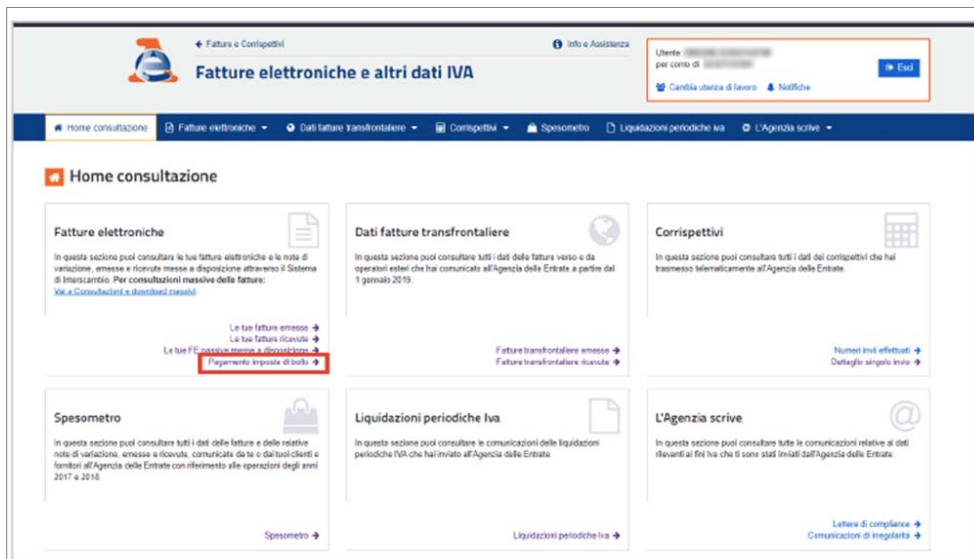 Fatture e Corrispettivi
Info e Assistenza
Fatture elettroniche e altri dati IVA
Utente
per conto di
Esci
Cambia utenza di lavoro Notifiche
Home consultazione Fatture elettroniche Dati fatture transfrontaliere Corrispettivi Spesometro Liquidazioni periodiche iva L'Agenzia scrive
Home consultazione
Fatture elettroniche
In questa sezione puoi consultare le tue fatture elettroniche e le note di
variazione, emesse e ricevute messe a disposizione attraverso il Sistema
di Interscambio. Per consultazioni massive delle fatture:
Vai a Consultazioni e download massivi.
Le tue fatture emesse
Le tue fatture ricevute
Le tue FE passive messe a disposizione
Pagamento imposta di bollo
Dati fatture transfrontaliere
In questa sezione puoi consultare tutti i dati delle fatture verso e da
operatori esteri che hai comunicato all'Agenzia delle Entrate a partire dal
1 gennaio 2019.
Fatture transfrontaliere emesse
Fatture transfrontaliere ricevute
Corrispettivi
In questa sezione puoi consultare tutti i dati dei corrispettivi che hai
trasmesso telematicamente all'Agenzia delle Entrate.
Numeri invii effettuati
Dettaglio singolo invio
Spesometro
In questa sezione puoi consultare tutti i dati delle fatture e delle relative
note di variazione, emesse e ricevute, comunicate da te o dai tuoi clienti e
fornitori all'Agenzia delle Entrate con riferimento alle operazioni degli anni
2017 e 2018.
Spesometro
Liquidazioni periodiche Iva
In questa sezione puoi consultare le comunicazioni delle liquidazioni
periodiche IVA che hai inviato all'Agenzia delle Entrate.
Liquidazioni periodiche Iva
L'Agenzia scrive
In questa sezione puoi consultare tutte le comunicazioni relative ai dati
rilevanti ai fini Iva che ti sono stati inviati dall'Agenzia delle Entrate.
Lettere di compliance
Comunicazioni di irregolarità